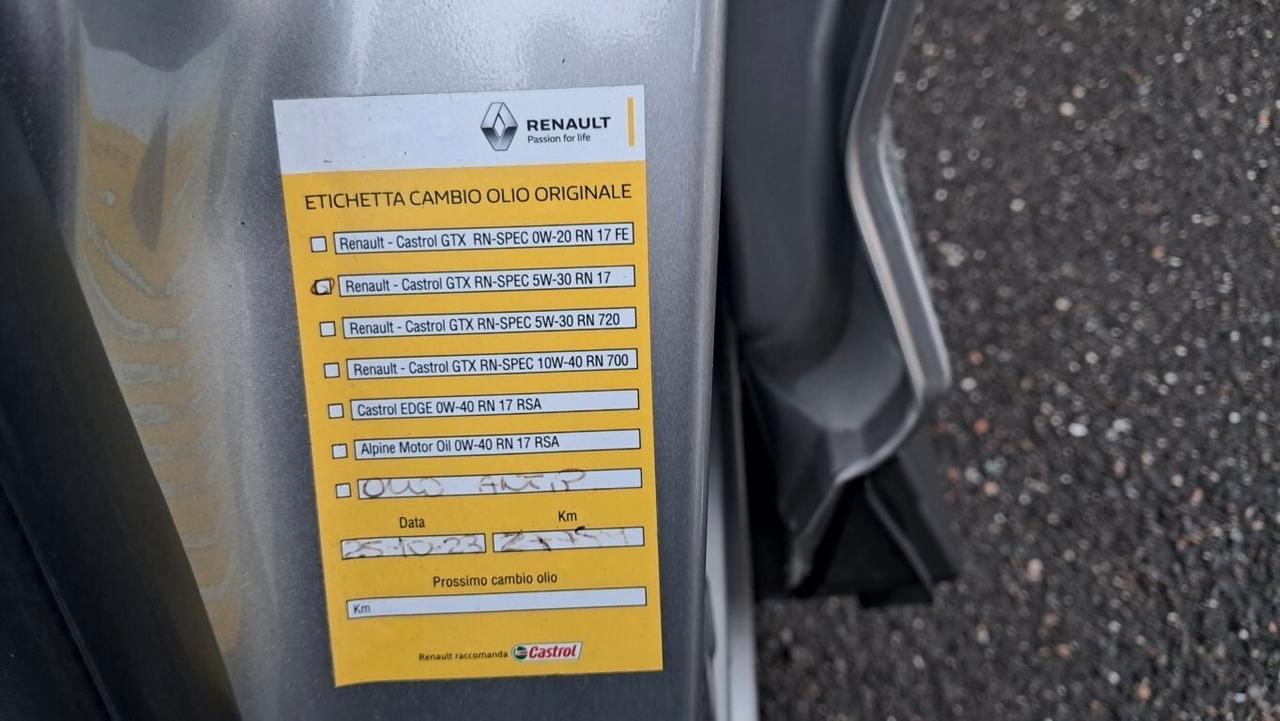 RENAULT
Passion for life
ETICHETTA CAMBIO OLIO ORIGINALE
Renault - Castrol GTX RN-SPEC 0W-20 RN 17 FE
Renault - Castrol GTX RN-SPEC 5W-30 RN 17
Renault - Castrol GTX RN-SPEC 5W-30 RN 720
Renault - Castrol GTX RN-SPEC 10W-40 RN 700
Castrol EDGE 0W-40 RN 17 RSA
Alpine Motor Oil 0W-40 RN 17 RSA
OLIO
Data Km
25-10-23
Prossimo cambio olio
Km
Renault raccomanda Castrol